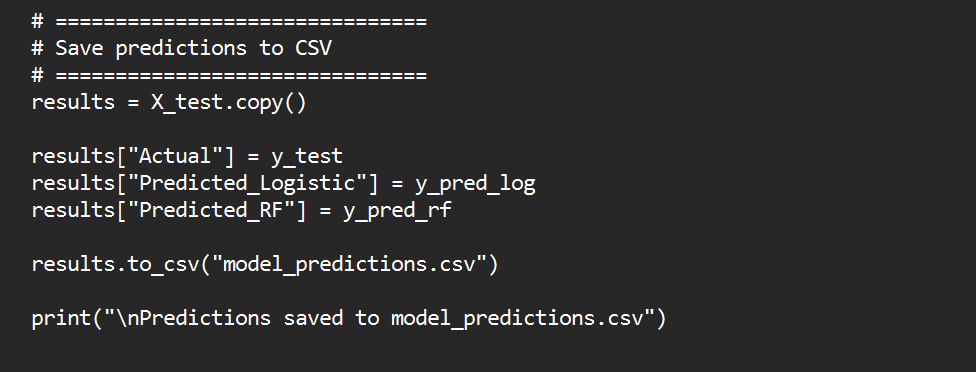 # ===============================
# Save predictions to CSV
# ===============================
results = X_test.copy()
results["Actual"] = y_test
results["Predicted_Logistic"] = y_pred_log
results["Predicted_RF"] = y_pred_rf
results.to_csv("model_predictions.csv")
print("\nPredictions saved to model_predictions.csv")